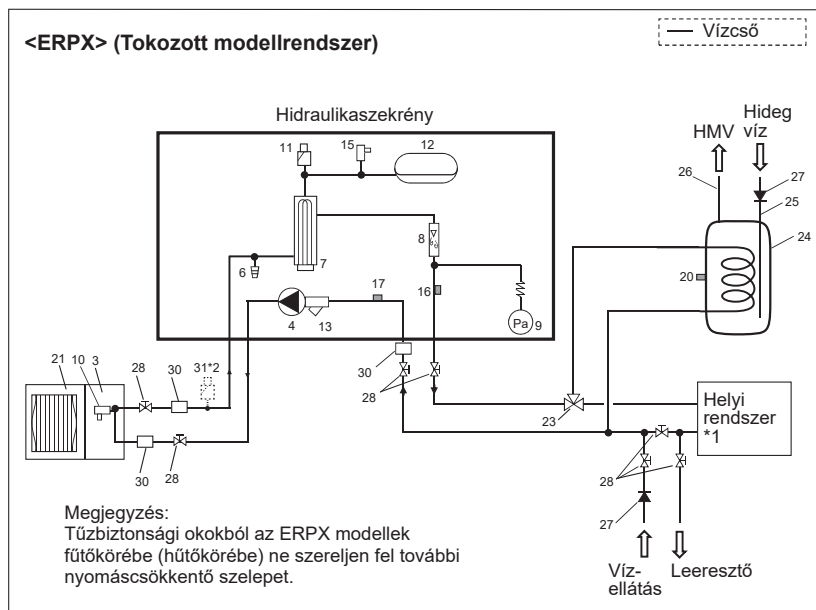 <ERPX> (Tokozott modellrendszer)
Vízcső
Hidraulikaszekrény
HMV
Hideg
víz
11
15
12
26
27
25
24
8
7
6
20
17
16
4
13
Pa
9
21
10
3
28
30
31*2
30
28
23
Helyi
rendszer
*1
30
28
28
27
Megjegyzés:
Tűzbiztonsági okokból az ERPX modellek
fűtőkörébe (hűtőkörébe) ne szereljen fel további
nyomáscsökkentő szelepet.
Víz-
ellátás
Leeresztő